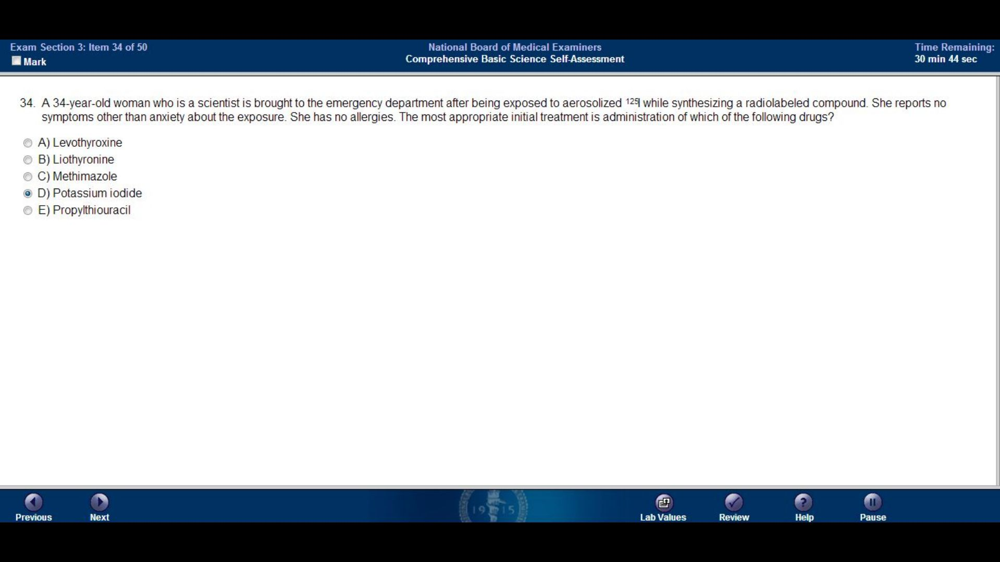 Exam Section 3: Item 34 of 50
National Board of Medical Examiners
Time Remaining:
Mark
Comprehensive Basic Science Self-Assessment
30 min 44 sec
34. A 34-year-old woman who is a scientist is brought to the emergency department after being exposed to aerosolized ¹²⁵I while synthesizing a radiolabeled compound. She reports no
symptoms other than anxiety about the exposure. She has no allergies. The most appropriate initial treatment is administration of which of the following drugs?
A) Levothyroxine
B) Liothyronine
C) Methimazole
D) Potassium iodide
E) Propylthiouracil
19 15
Previous
Next
Lab Values
Review
Help
Pause